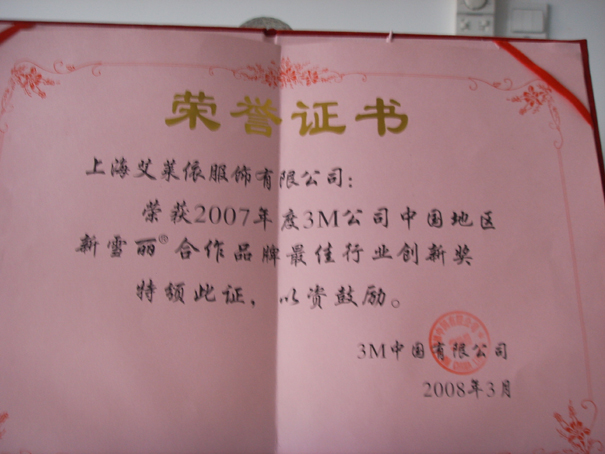 荣誉证书
上海艾莱依服饰有限公司：
荣获2007年度3M公司中国地区
新雪丽®合作品牌最佳行业创新奖
特颁此证，以资鼓励。
3M中国有限公司
2008年3月